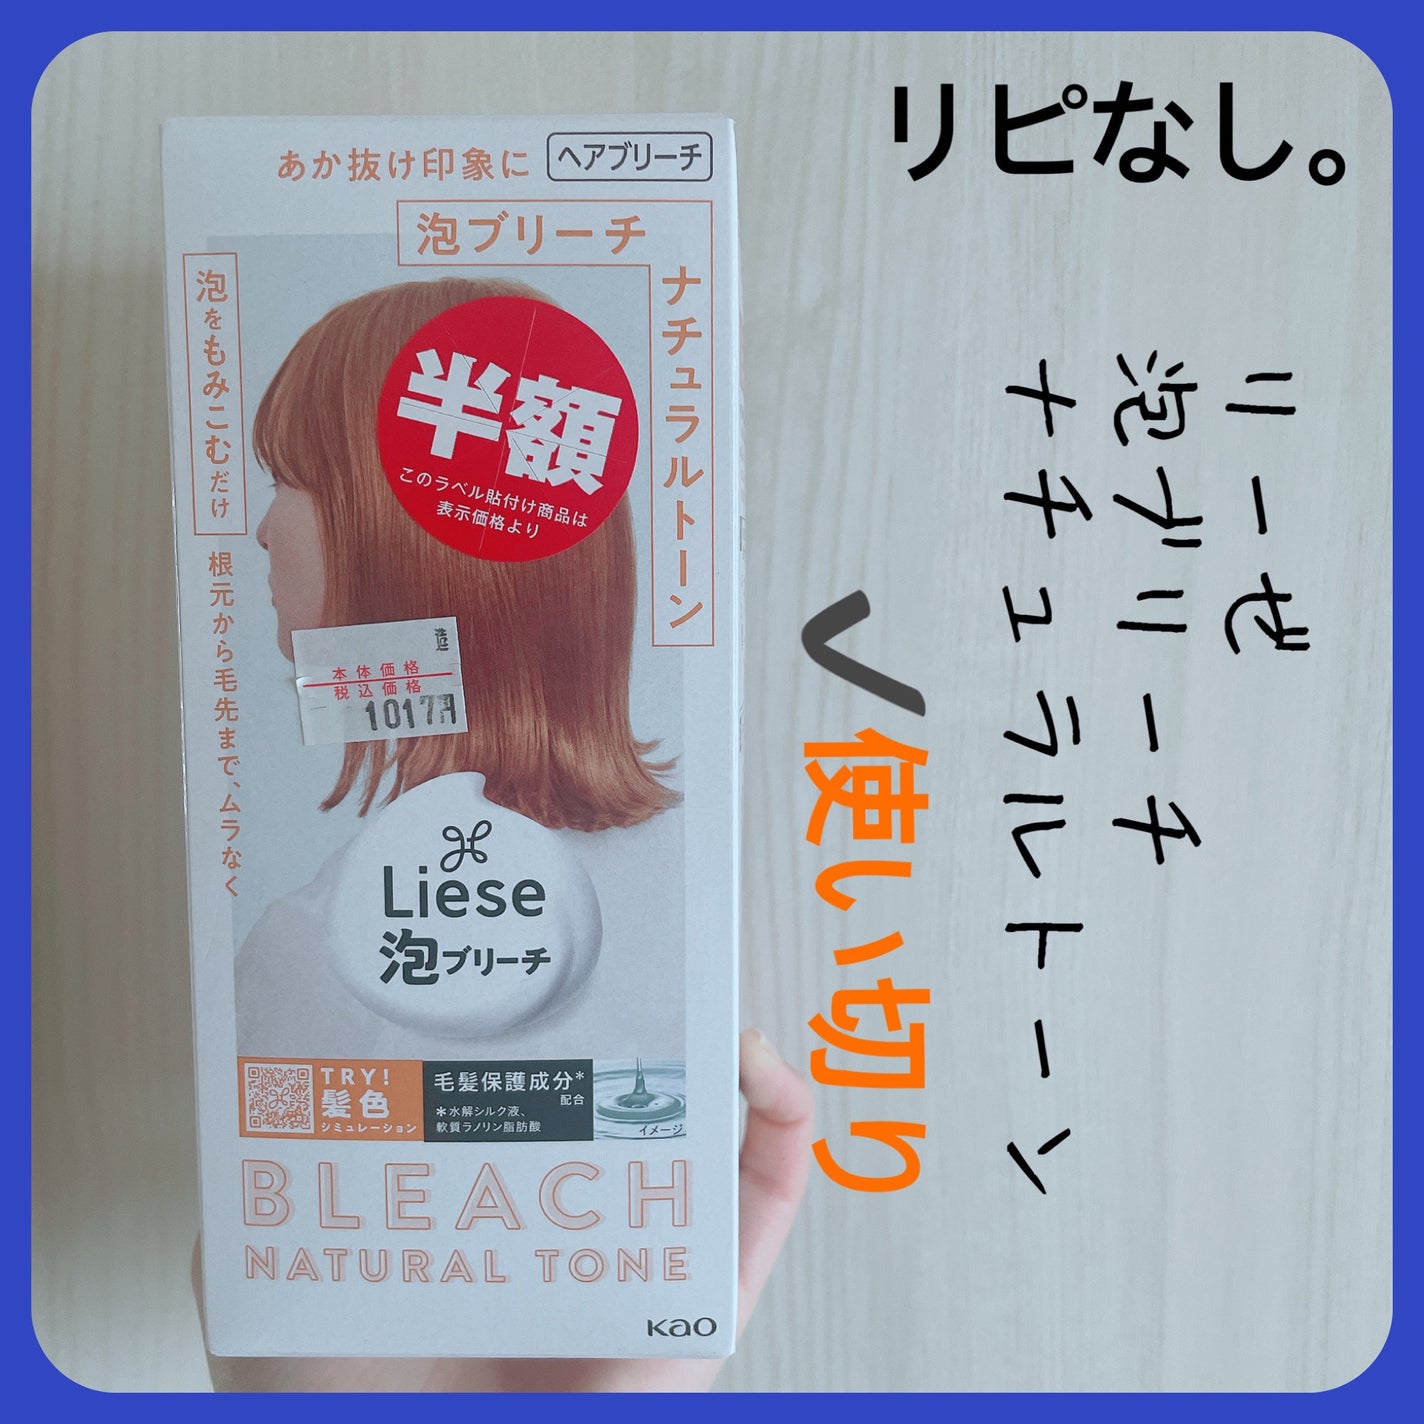 リピなし。
リーゼ
泡ブリーチ
ナチュラルトーン
✓使い切り
あか抜け印象に
ヘアブリーチ
泡ブリーチ
ナチュラルトーン
泡をもみこむだけ
根元から毛先まで、ムラなく
半額
このラベル貼付け商品は
表示価格より
造
本体価格
税込価格
1017円
Liese
泡ブリーチ
TRY!
髪色
シミュレーション
毛髪保護成分*
配合
*水解シルク液、
軟質ラノリン脂肪酸
イメージ
BLEACH
NATURAL TONE
Kao